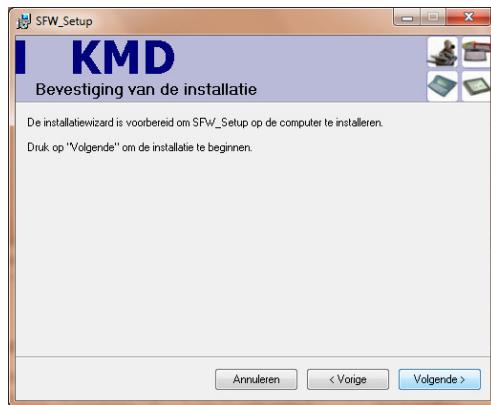 SFW_Setup
KMD
Bevestiging van de installatie
De installatiewizard is voorbereid om SFW_Setup op de computer te installeren.
Druk op "Volgende" om de installatie te beginnen.
Annuleren
< Vorige
Volgende >